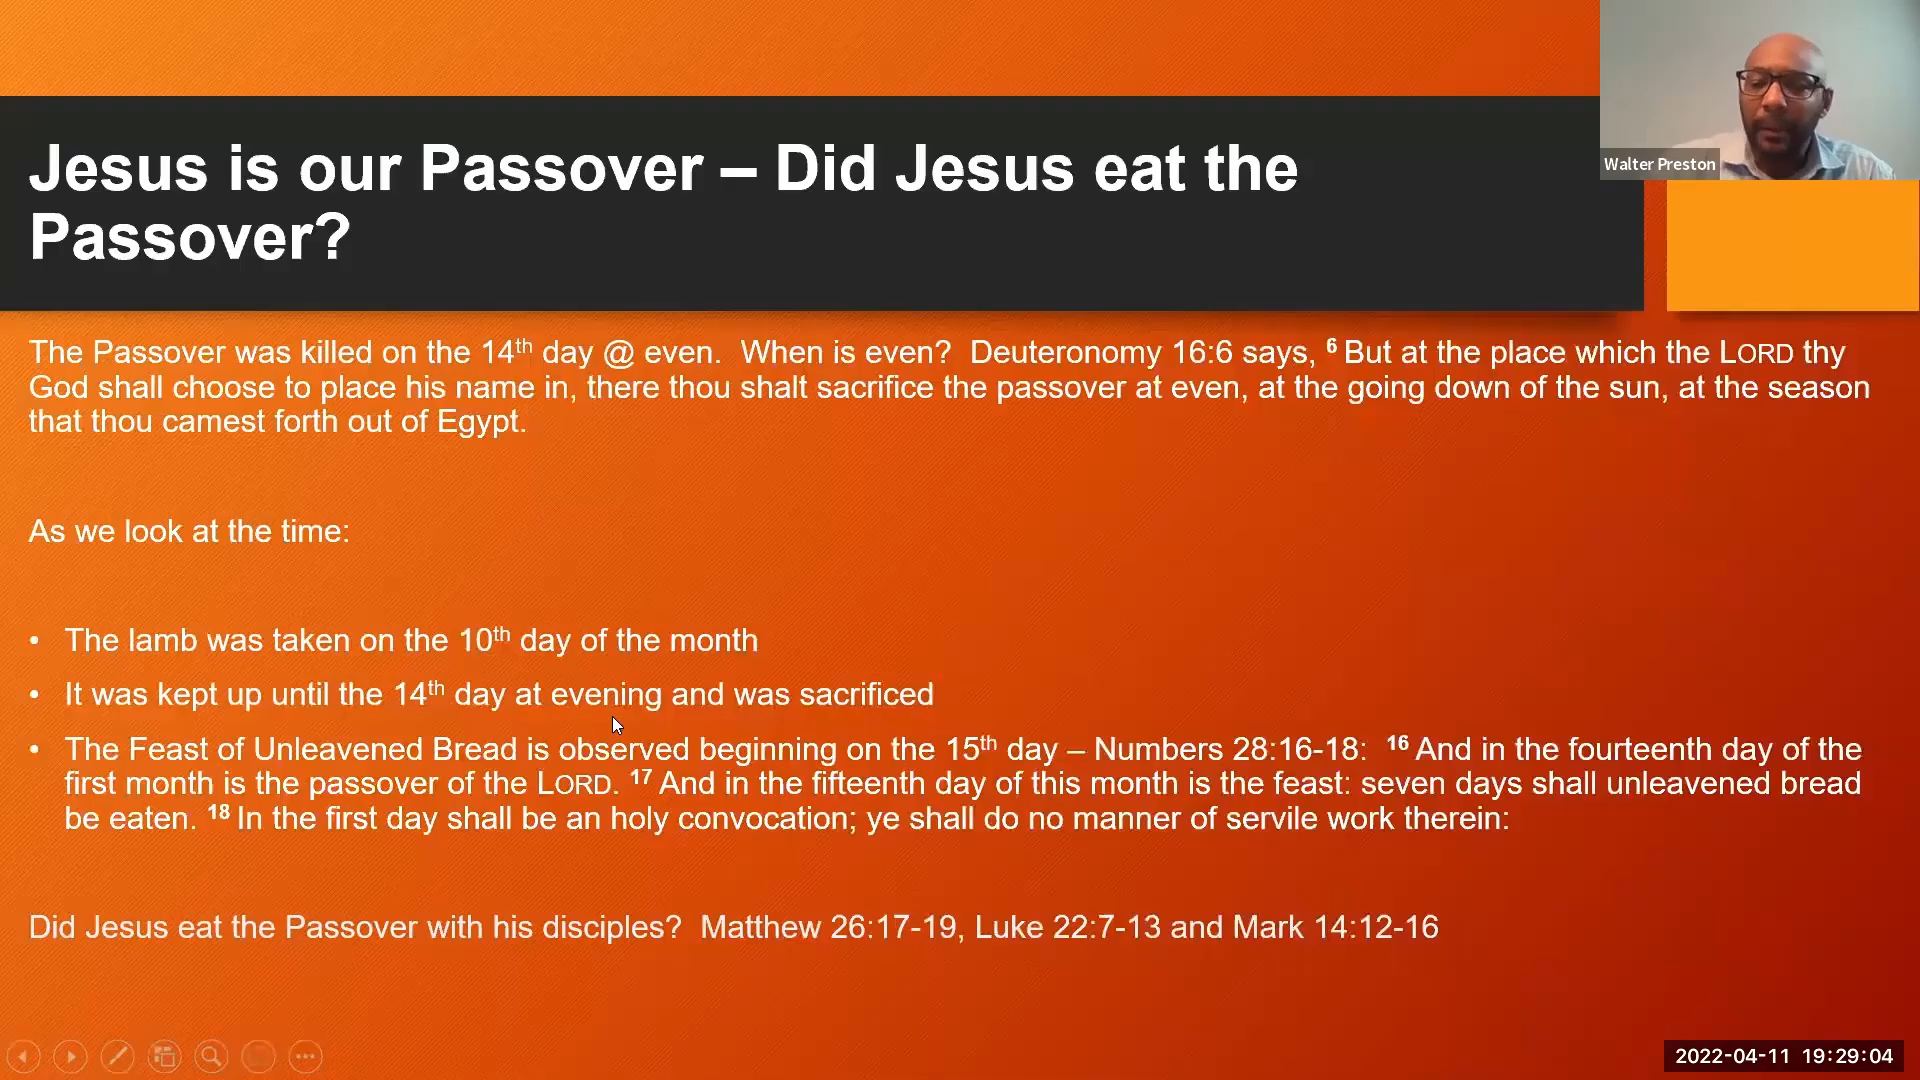 Jesus is our Passover – Did Jesus eat the
Passover?
Walter Preston
The Passover was killed on the 14th day @ even.  When is even?  Deuteronomy 16:6 says, 6 But at the place which the LORD thy
God shall choose to place his name in, there thou shalt sacrifice the passover at even, at the going down of the sun, at the season
that thou camest forth out of Egypt.
As we look at the time:
• The lamb was taken on the 10th day of the month
• It was kept up until the 14th day at evening and was sacrificed
• The Feast of Unleavened Bread is observed beginning on the 15th day – Numbers 28:16-18:  16 And in the fourteenth day of the
first month is the passover of the LORD. 17 And in the fifteenth day of this month is the feast: seven days shall unleavened bread
be eaten. 18 In the first day shall be an holy convocation; ye shall do no manner of servile work therein:
Did Jesus eat the Passover with his disciples?  Matthew 26:17-19, Luke 22:7-13 and Mark 14:12-16
2022-04-11 19:29:04